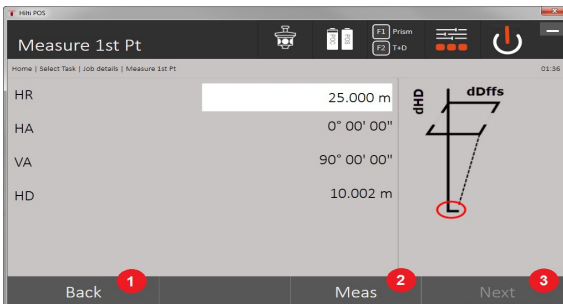 Hilti POS
Measure 1st Pt
POC
POS
F1 Prism
F2 T+D
Home | Select Task | Job details | Measure 1st Pt
01:36
HR 25.000 m
HA 0° 00' 00"
VA 90° 00' 00"
HD 10.002 m
dHD
dDffs
1
2
3
Back
Meas
Next